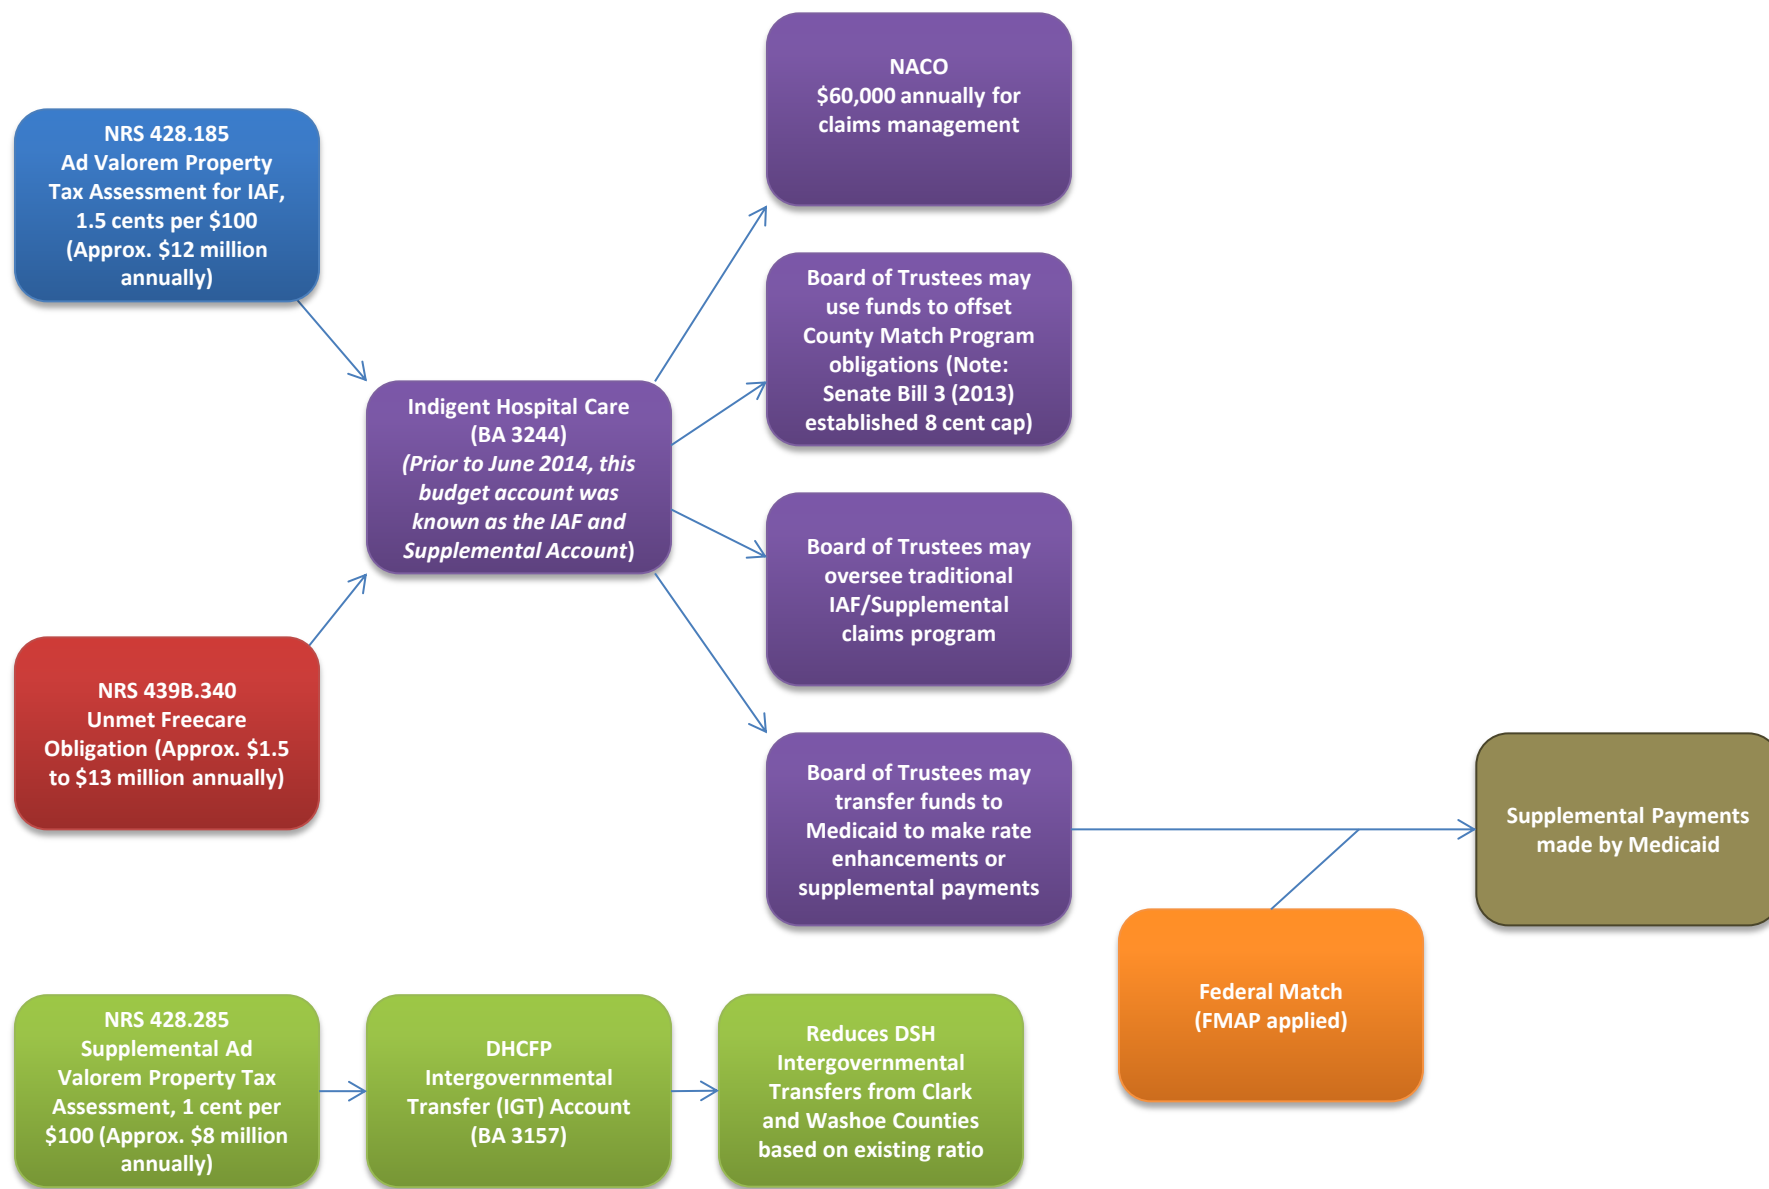 NACO
$60,000 annually for
claims management
NRS 428.185
Ad Valorem Property
Tax Assessment for IAF,
1.5 cents per $100
(Approx. $12 million
annually)
Board of Trustees may
use funds to offset
County Match Program
obligations (Note:
Senate Bill 3 (2013)
established 8 cent cap)
Indigent Hospital Care
(BA 3244)
(Prior to June 2014, this
budget account was
known as the IAF and
Supplemental Account)
Board of Trustees may
oversee traditional
IAF/Supplemental
claims program
NRS 439B.340
Unmet Freecare
Obligation (Approx. $1.5
to $13 million annually)
Board of Trustees may
transfer funds to
Medicaid to make rate
enhancements or
supplemental payments
Supplemental Payments
made by Medicaid
Federal Match
(FMAP applied)
NRS 428.285
Supplemental Ad
Valorem Property Tax
Assessment, 1 cent per
$100 (Approx. $8 million
annually)
DHCFP
Intergovernmental
Transfer (IGT) Account
(BA 3157)
Reduces DSH
Intergovernmental
Transfers from Clark
and Washoe Counties
based on existing ratio